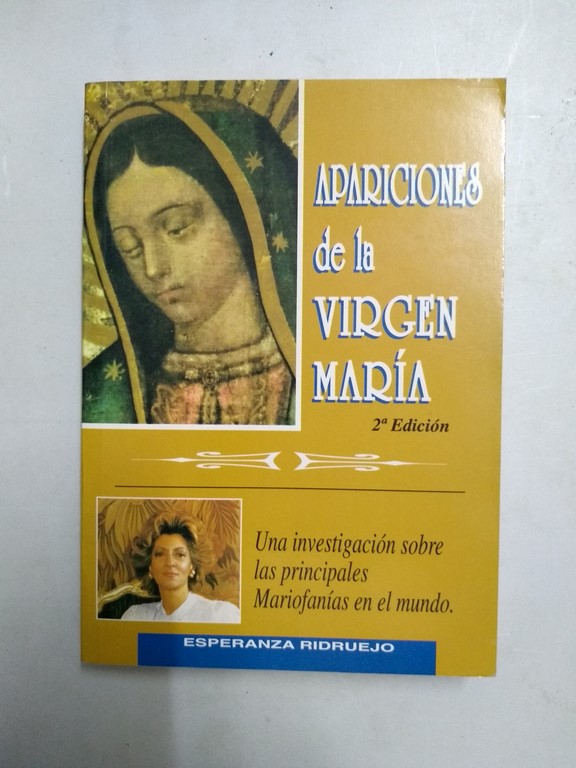 APARICIONES
de la
VIRGEN
MARÍA
2ª Edición
Una investigación sobre
las principales
Mariofanías en el mundo.
ESPERANZA RIDRUEJO